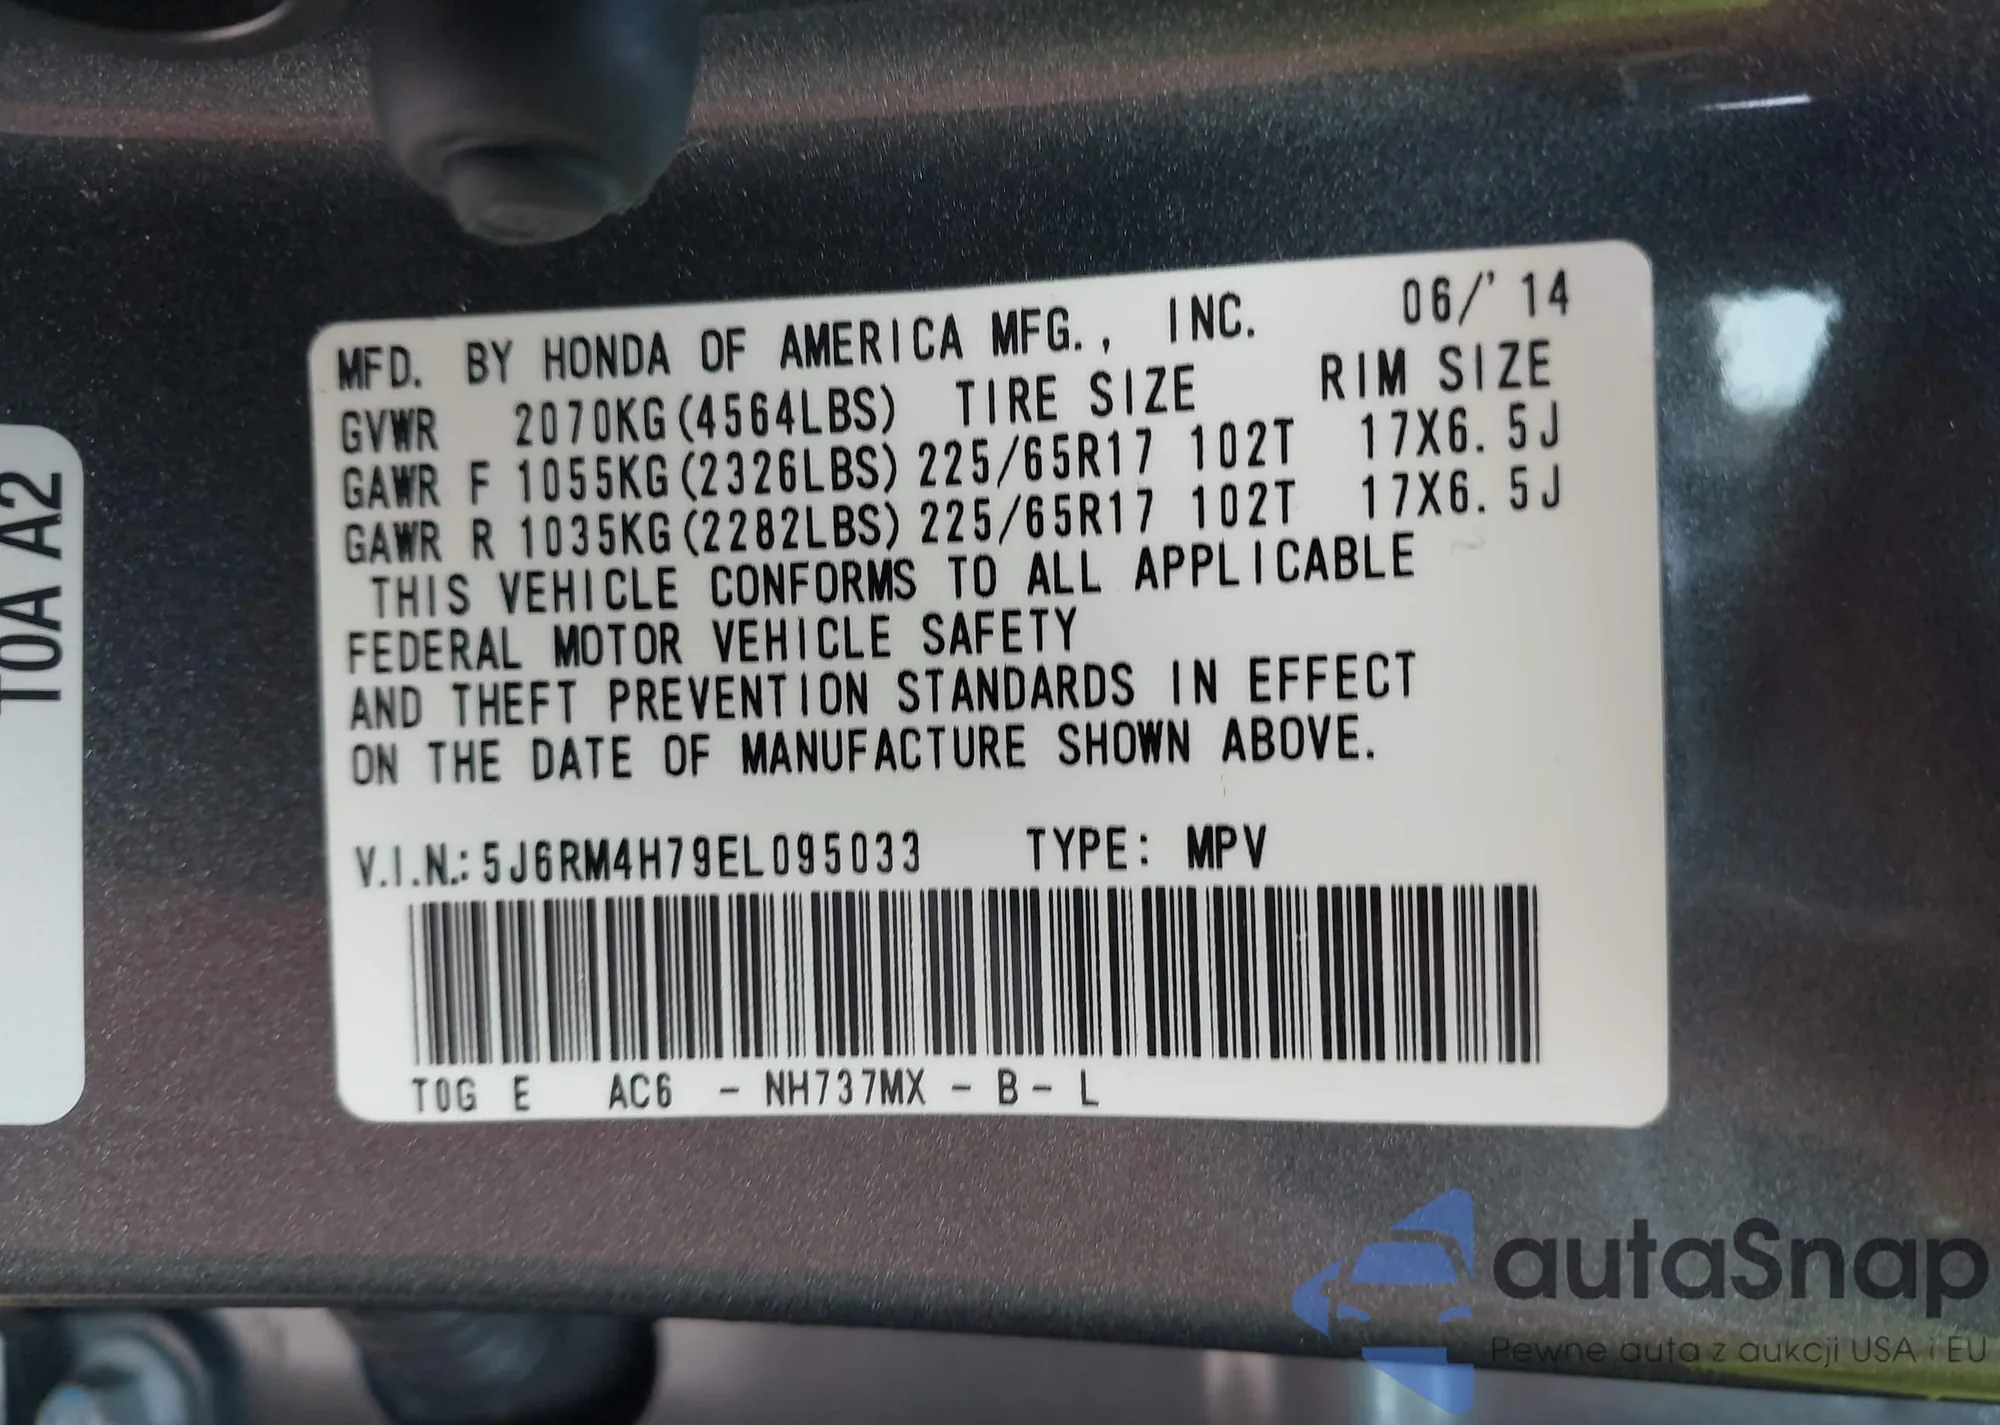 MFD. BY HONDA OF AMERICA MFG., INC. 06/'14
GVWR 2070KG(4564LBS) TIRE SIZE RIM SIZE
GAWR F 1055KG(2326LBS) 225/65R17 102T 17X6.5J
GAWR R 1035KG(2282LBS) 225/65R17 102T 17X6.5J
THIS VEHICLE CONFORMS TO ALL APPLICABLE
FEDERAL MOTOR VEHICLE SAFETY
AND THEFT PREVENTION STANDARDS IN EFFECT
ON THE DATE OF MANUFACTURE SHOWN ABOVE.
V.I.N.: 5J6RM4H79EL095033 TYPE: MPV
T0G E AC6 - NH737MX - B - L
T0A A2
autaSnap
Pewne auta z aukcji USA i EU